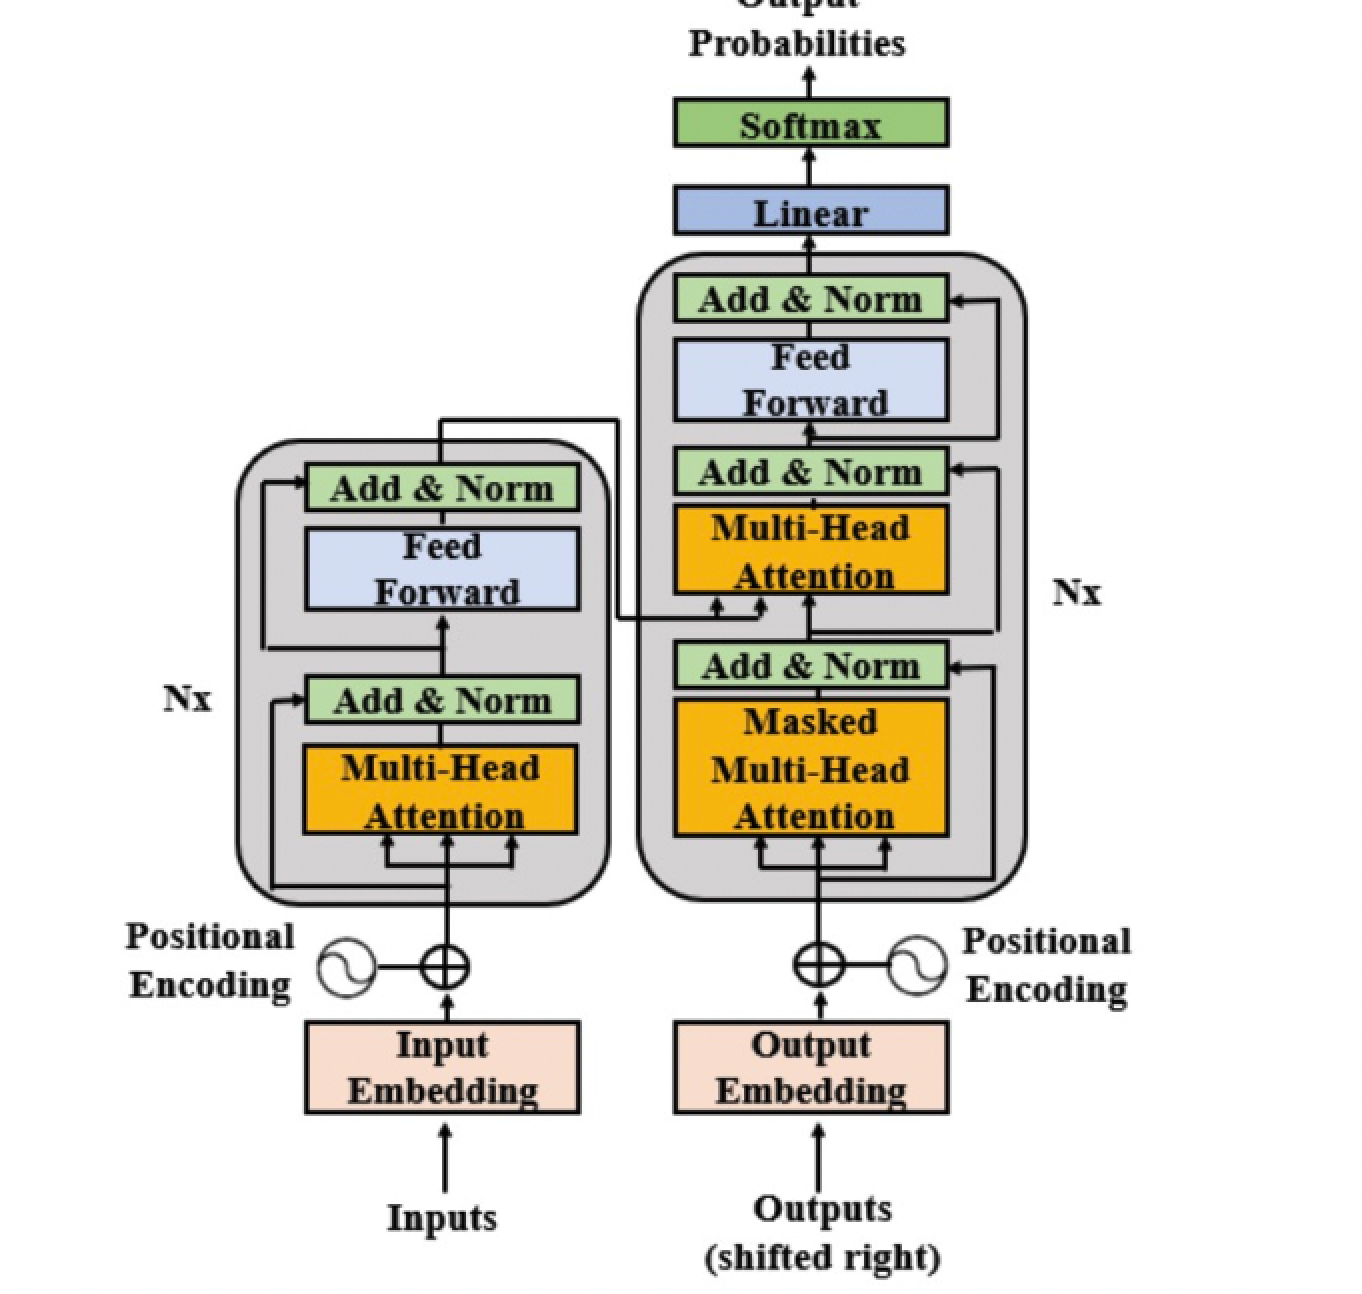 Output
Probabilities
Softmax
Linear
Add & Norm
Feed
Forward
Add & Norm
Multi-Head
Attention
Nx
Add & Norm
Masked
Multi-Head
Attention
Add & Norm
Feed
Forward
Nx
Add & Norm
Multi-Head
Attention
Positional
Encoding
Positional
Encoding
Input
Embedding
Output
Embedding
Inputs
Outputs
(shifted right)